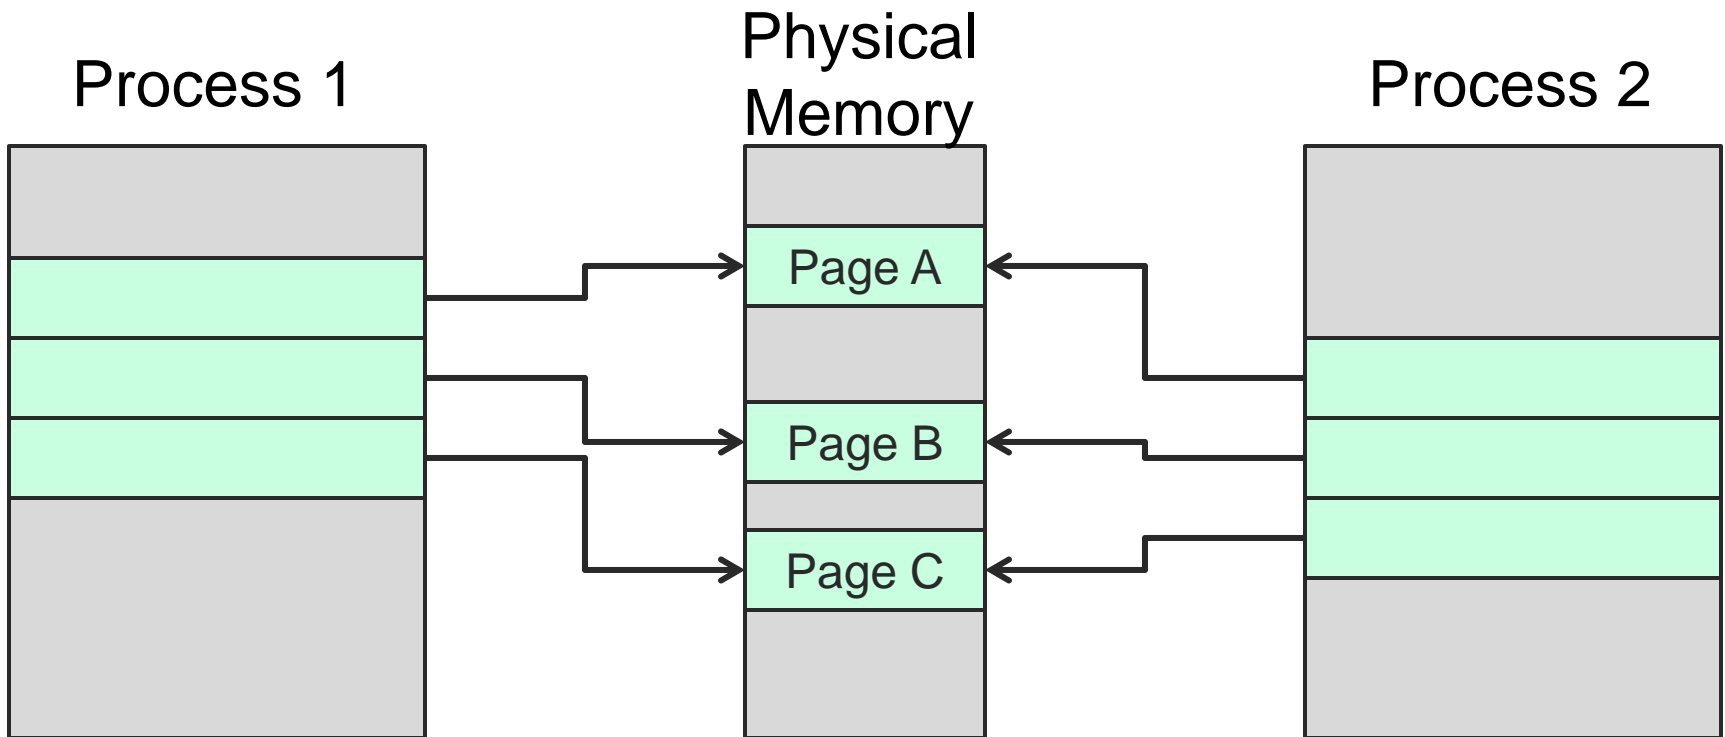 Process 1
Physical
Memory
Process 2
Page A
Page B
Page C